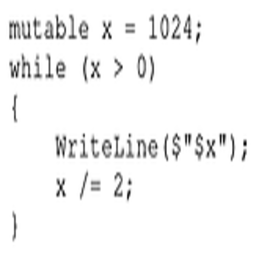 mutable x = 1024;
while (x > 0)
{
    WriteLine($"$x");
    x /= 2;
}